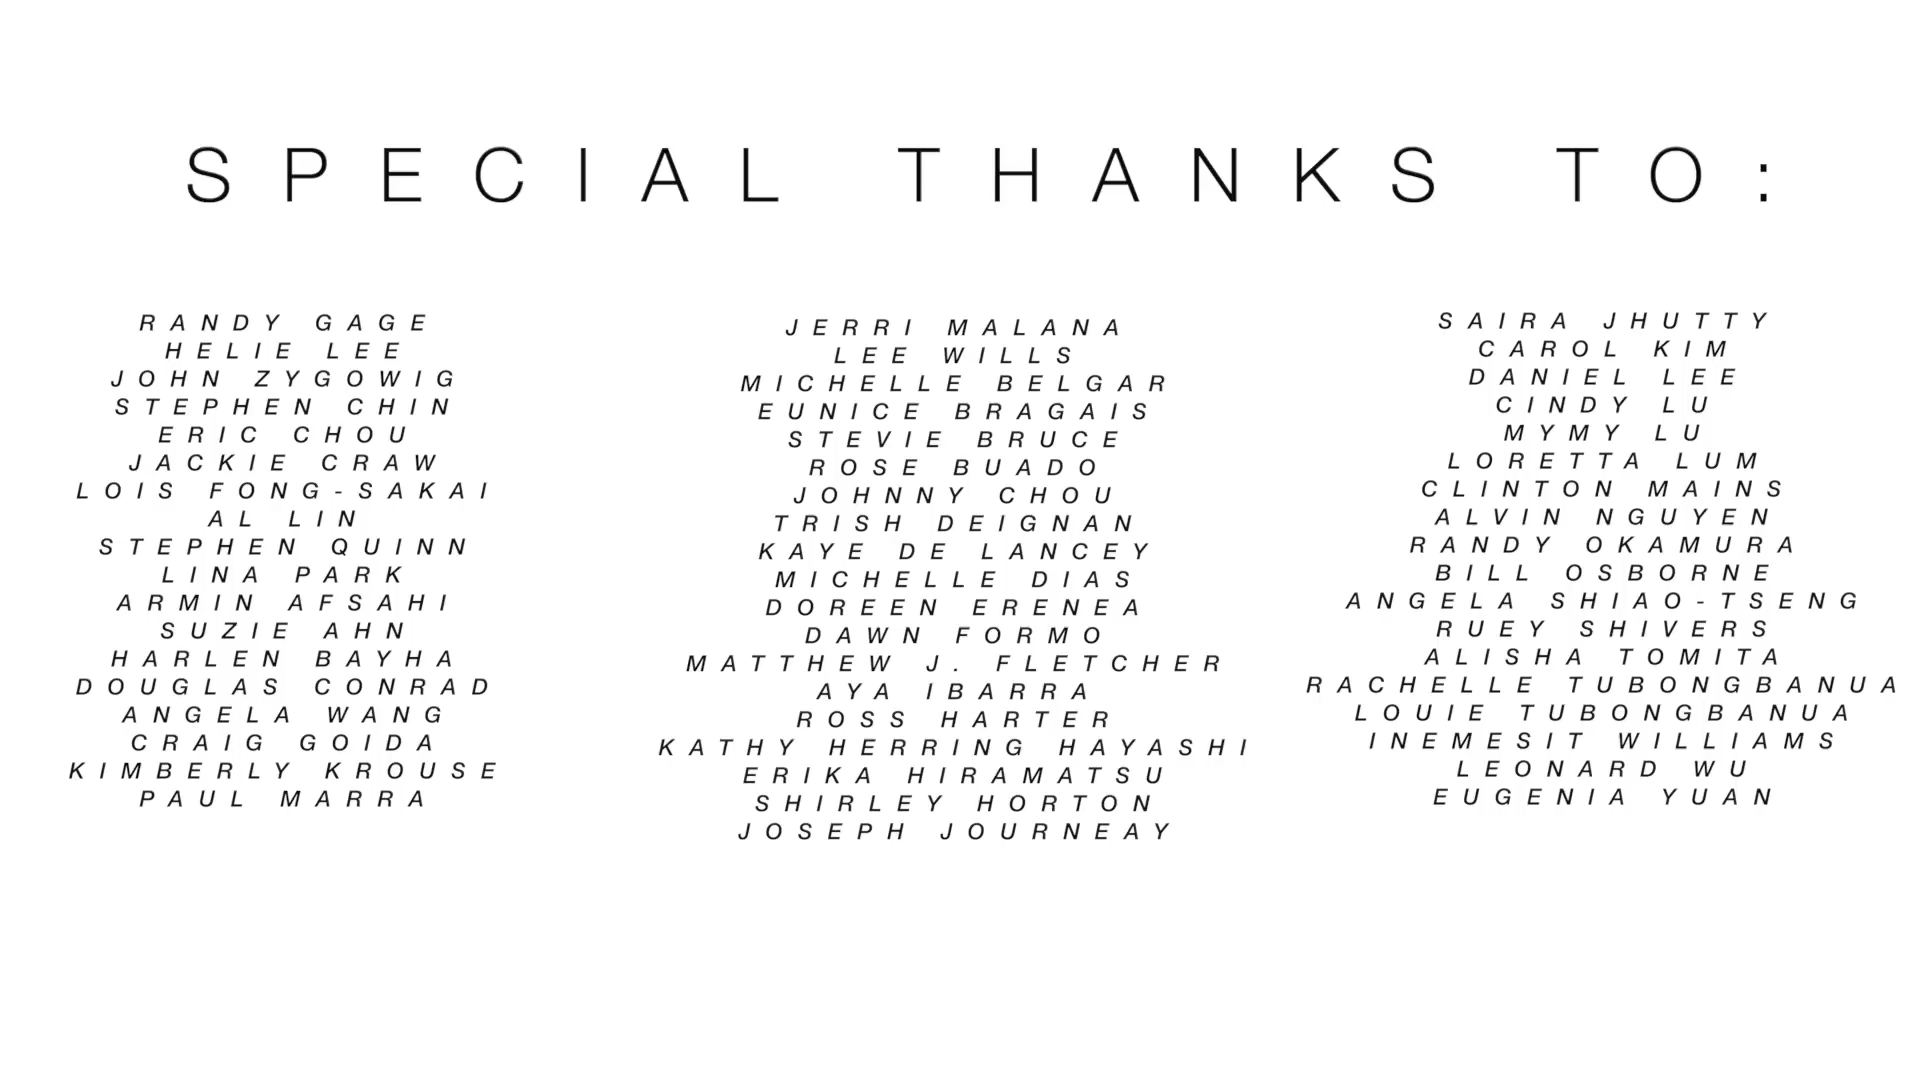 SPECIAL THANKS TO:
RANDY GAGE
HELIE LEE
JOHN ZYGOWIG
STEPHEN CHIN
ERIC CHOU
JACKIE CRAW
LOIS FONG-SAKAI
AL LIN
STEPHEN QUINN
LINA PARK
ARMIN AFSAHI
SUZIE AHN
HARLEN BAYHA
DOUGLAS CONRAD
ANGELA WANG
CRAIG GOIDA
KIMBERLY KROUSE
PAUL MARRA
JERRI MALANA
LEE WILLS
MICHELLE BELGAR
EUNICE BRAGAIS
STEVIE BRUCE
ROSE BUADO
JOHNNY CHOU
TRISH DEIGNAN
KAYE DE LANCEY
MICHELLE DIAS
DOREEN ERENEA
DAWN FORMO
MATTHEW J. FLETCHER
AYA IBARRA
ROSS HARTER
KATHY HERRING HAYASHI
ERIKA HIRAMATSU
SHIRLEY HORTON
JOSEPH JOURNEAY
SAIRA JHUTTY
CAROL KIM
DANIEL LEE
CINDY LU
MYMY LU
LORETTA LUM
CLINTON MAINS
ALVIN NGUYEN
RANDY OKAMURA
BILL OSBORNE
ANGELA SHIAO-TSENG
RUEY SHIVERS
ALISHA TOMITA
RACHELLE TUBONGBANUA
LOUIE TUBONGBANUA
INEMESIT WILLIAMS
LEONARD WU
EUGENIA YUAN